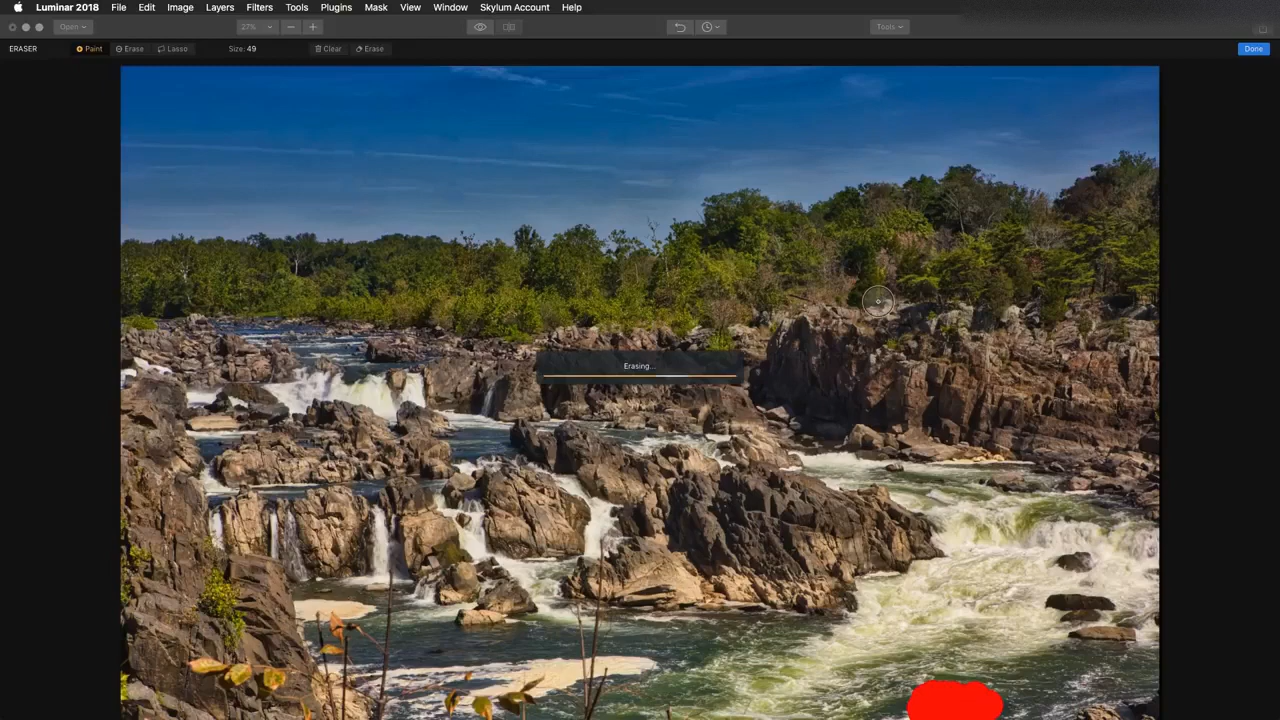 Luminar 2018 File Edit Image Layers Filters Tools Plugins Mask View Window Skylum Account Help
Open 27% Tools
ERASER Paint Erase Lasso Size: 49 Clear Erase Done
Erasing...